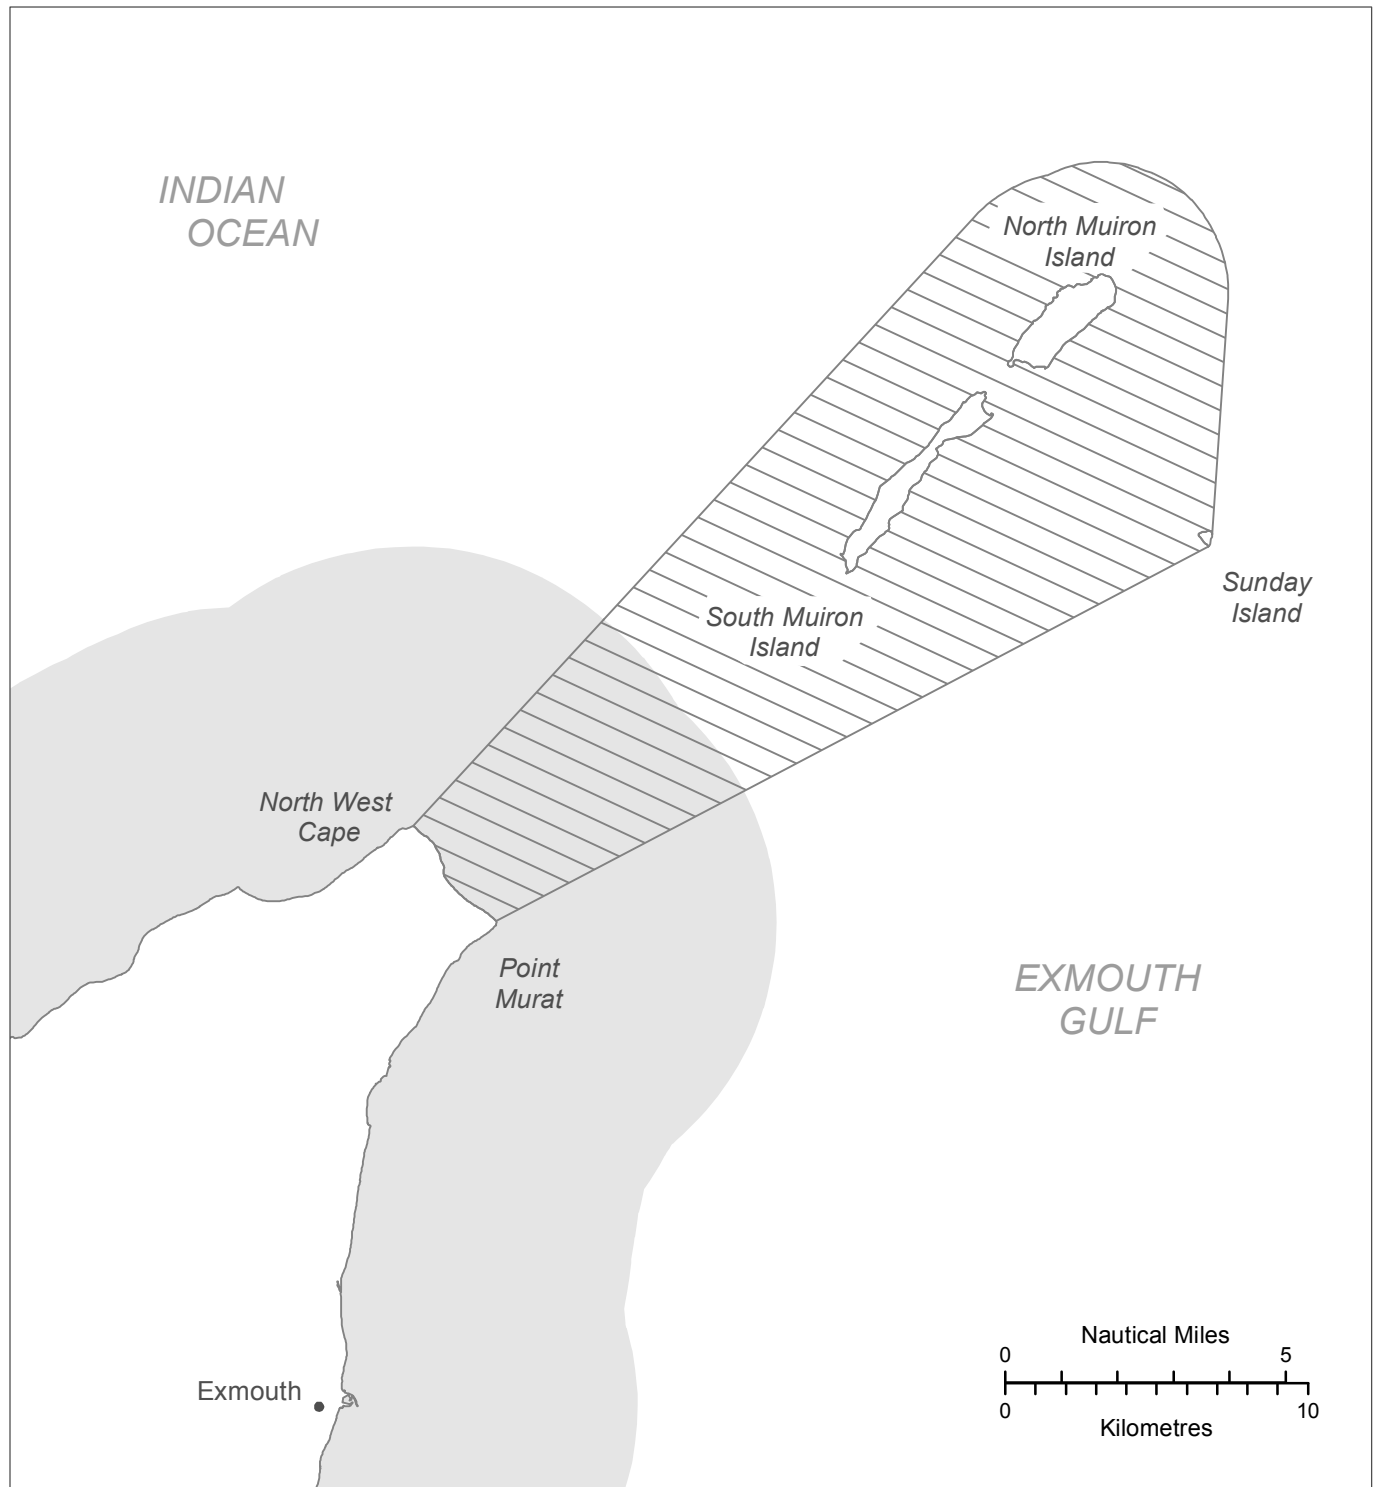 INDIAN
OCEAN
North Muiron
Island
Sunday
Island
South Muiron
Island
North West
Cape
Point
Murat
EXMOUTH
GULF
Nautical Miles
0 5
0 10
Kilometres
Exmouth